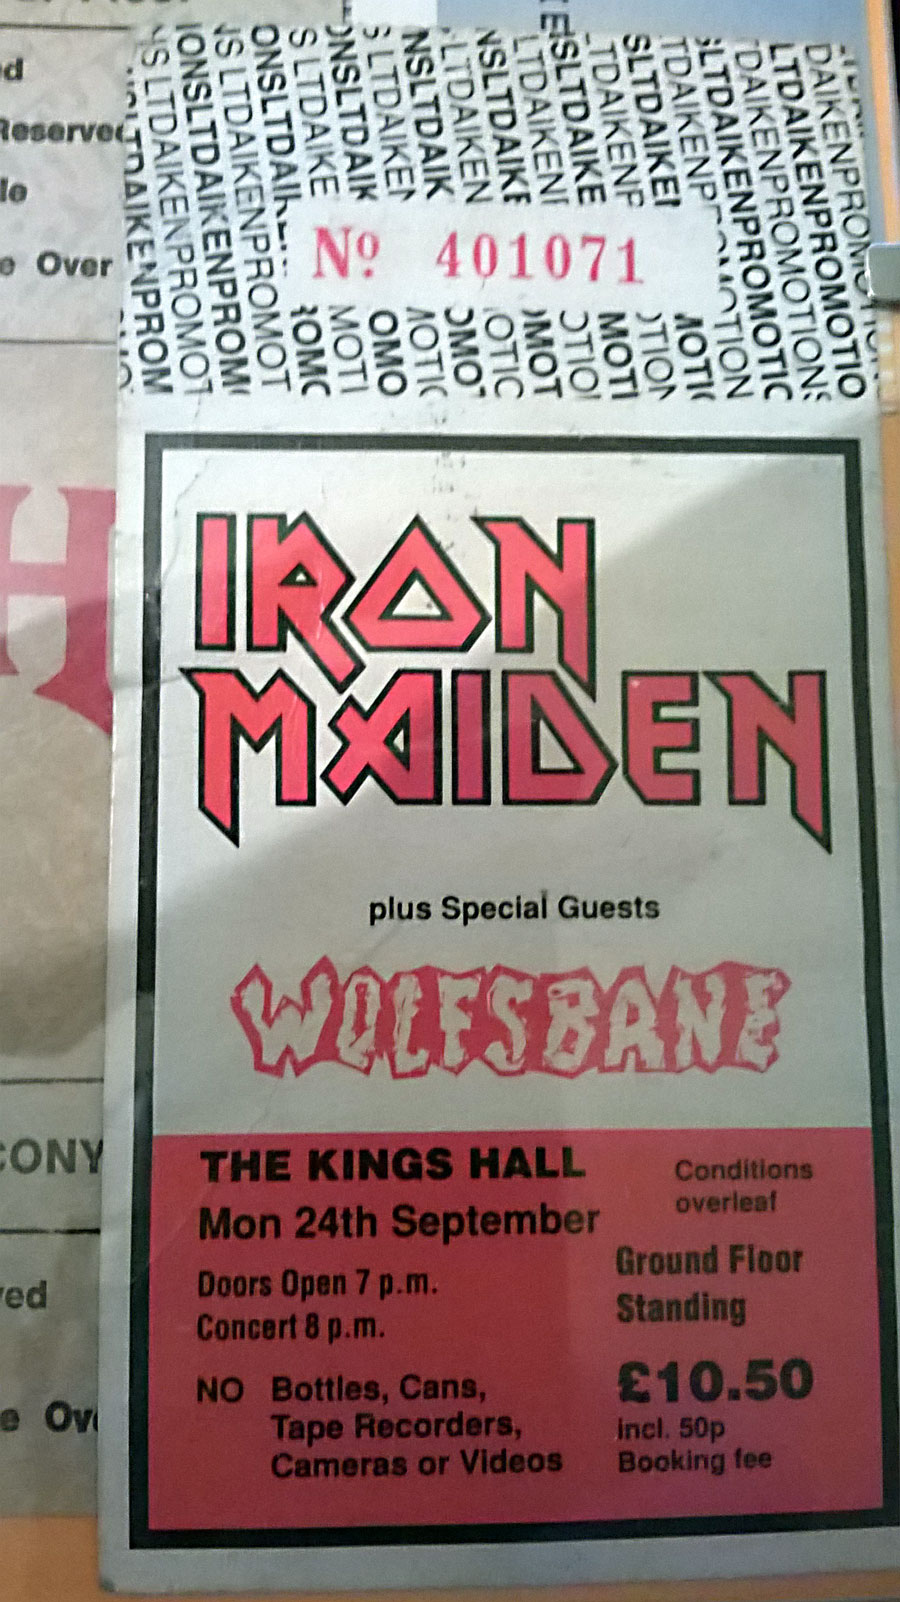 Nº 401071
IRON
MAIDEN
plus Special Guests
WOLFSBANE
THE KINGS HALL
Mon 24th September
Doors Open 7 p.m.
Concert 8 p.m.
NO Bottles, Cans,
Tape Recorders,
Cameras or Videos
Conditions
overleaf
Ground Floor
Standing
£10.50
incl. 50p
Booking fee
Reserved
Over